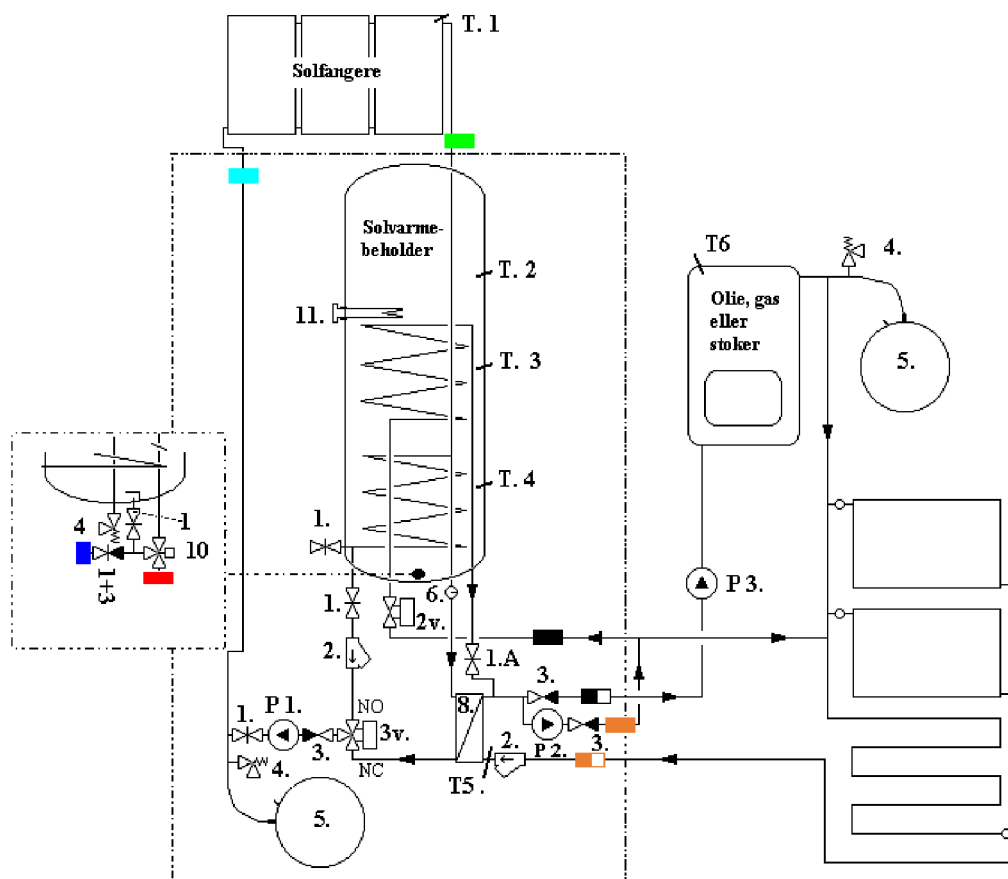 T. 1
Solfangere
Solvarme-
beholder
T. 2
11.
T. 3
T. 4
T6
4.
Olie, gas
eller
stoker
5.
4
1
10
1+3
1.
6.
1.
2v.
P 3.
2.
1.A
3.
8.
P 1.
NO
1.
3.
3v.
P 2.
2.
3.
4.
NC
T5 .
5.